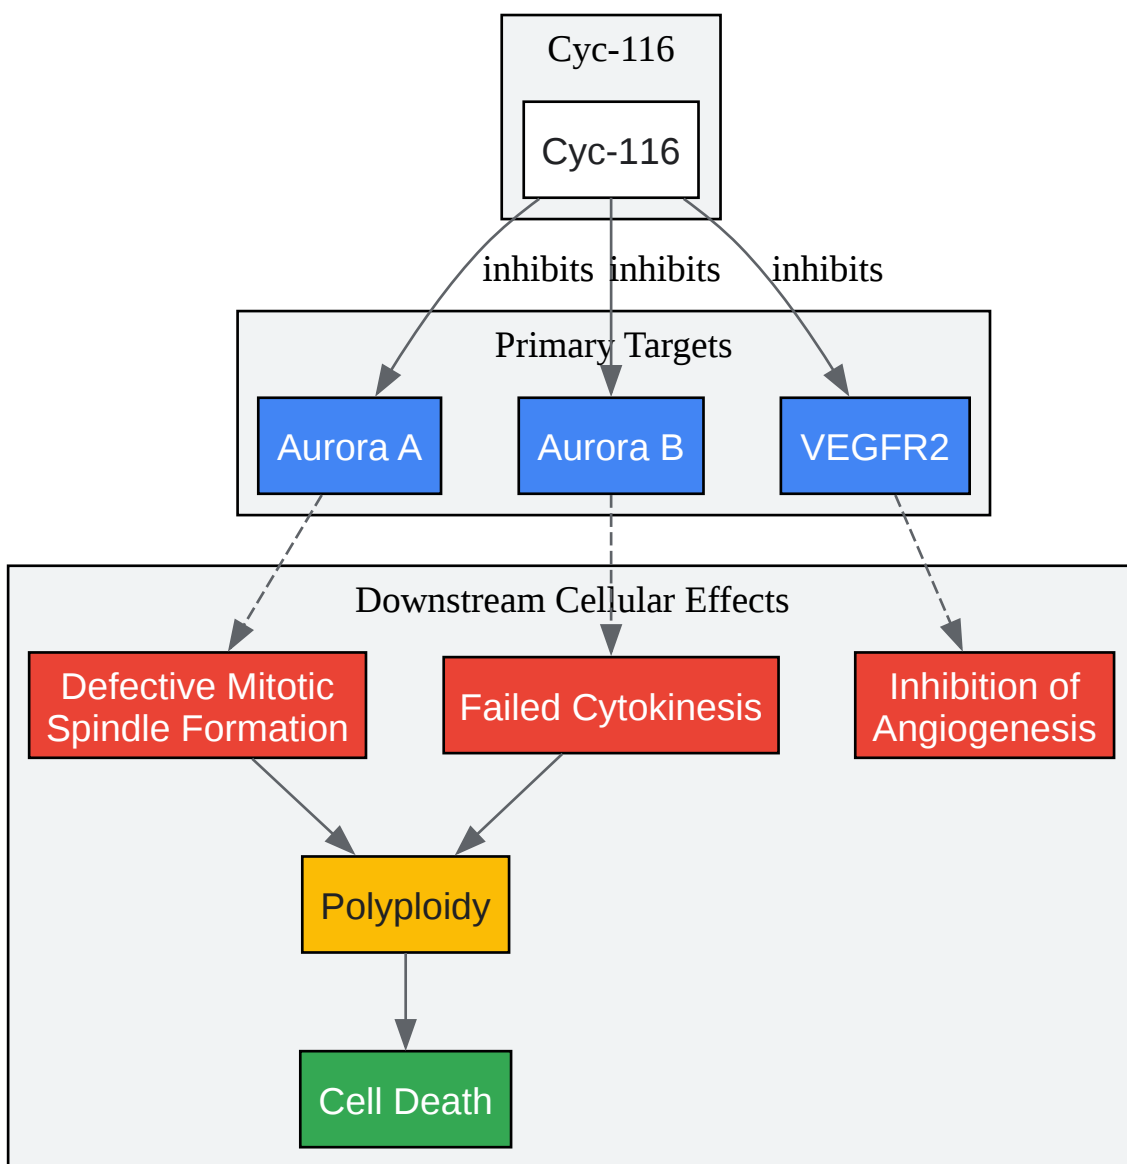 Cyc-116
Cyc-116
inhibits inhibits inhibits
Primary Targets
Aurora A Aurora B VEGFR2
Downstream Cellular Effects
Defective Mitotic
Spindle Formation
Failed Cytokinesis
Inhibition of
Angiogenesis
Polyploidy
Cell Death